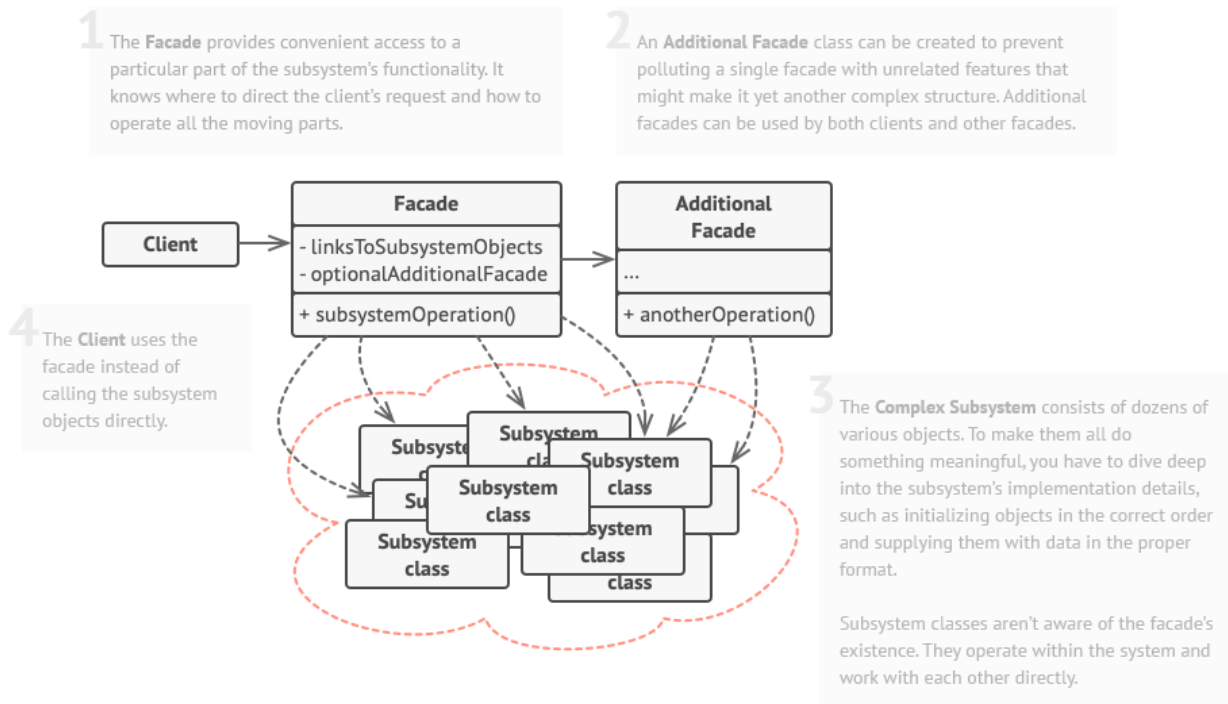 1
The Facade provides convenient access to a
particular part of the subsystem's functionality. It
knows where to direct the client's request and how to
operate all the moving parts.
2
An Additional Facade class can be created to prevent
polluting a single facade with unrelated features that
might make it yet another complex structure. Additional
facades can be used by both clients and other facades.
Client
Facade
- linksToSubsystemObjects
- optionalAdditionalFacade
+ subsystemOperation()
Additional
Facade
...
+ anotherOperation()
4
The Client uses the
facade instead of
calling the subsystem
objects directly.
Subsyste
Subsystem
cla
Subsystem
class
Su
Subsystem
class
Subsystem
class
system
class
class
3
The Complex Subsystem consists of dozens of
various objects. To make them all do
something meaningful, you have to dive deep
into the subsystem's implementation details,
such as initializing objects in the correct order
and supplying them with data in the proper
format.
Subsystem classes aren't aware of the facade's
existence. They operate within the system and
work with each other directly.